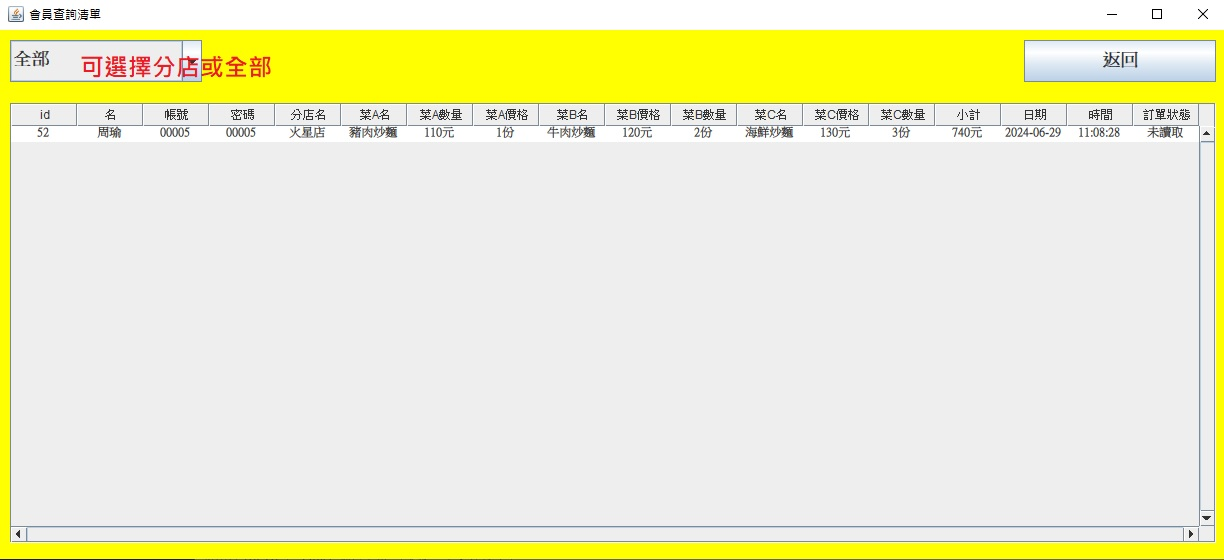 會員查詢清單
全部
可選擇分店或全部
返回
id 名 帳號 密碼 分店名 菜A名 菜A數量 菜A價格 菜B名 菜B價格 菜B數量 菜C名 菜C價格 菜C數量 小計 日期 時間 訂單狀態
52 周瑜 00005 00005 火星店 豬肉炒麵 110元 1份 牛肉炒麵 120元 2份 海鮮炒麵 130元 3份 740元 2024-06-29 11:08:28 未讀取